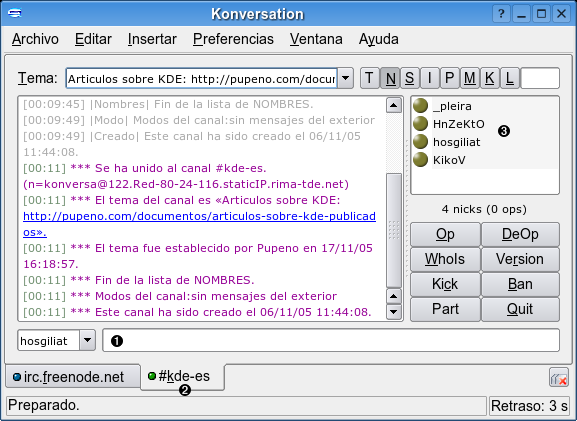 Konversation
Archivo Editar Insertar Preferencias Ventana Ayuda
Tema: Articulos sobre KDE: http://pupeno.com/docur T N S I P M K L
[00:09:45] |Nombres| Fin de la lista de NOMBRES.
[00:09:49] |Modo| Modos del canal:sin mensajes del exterior
[00:09:49] |Creado| Este canal ha sido creado el 06/11/05
11:44:08.
[00:11] *** Se ha unido al canal #kde-es.
(n=konversa@122.Red-80-24-116.staticIP.rima-tde.net)
[00:11] *** El tema del canal es «Articulos sobre KDE:
http://pupeno.com/documentos/articulos-sobre-kde-publicad
os».
[00:11] *** El tema fue establecido por Pupeno en 17/11/05
16:18:57.
[00:11] *** Fin de la lista de NOMBRES.
[00:11] *** Modos del canal:sin mensajes del exterior
[00:11] *** Este canal ha sido creado el 06/11/05 11:44:08.
_pleira
HnZeKtO
3
hosgiliat
KikoV
4 nicks (0 ops)
Op DeOp
WhoIs Version
Kick Ban
Part Quit
hosgiliat 1
irc.freenode.net #kde-es
2
Preparado. Retraso: 3 s